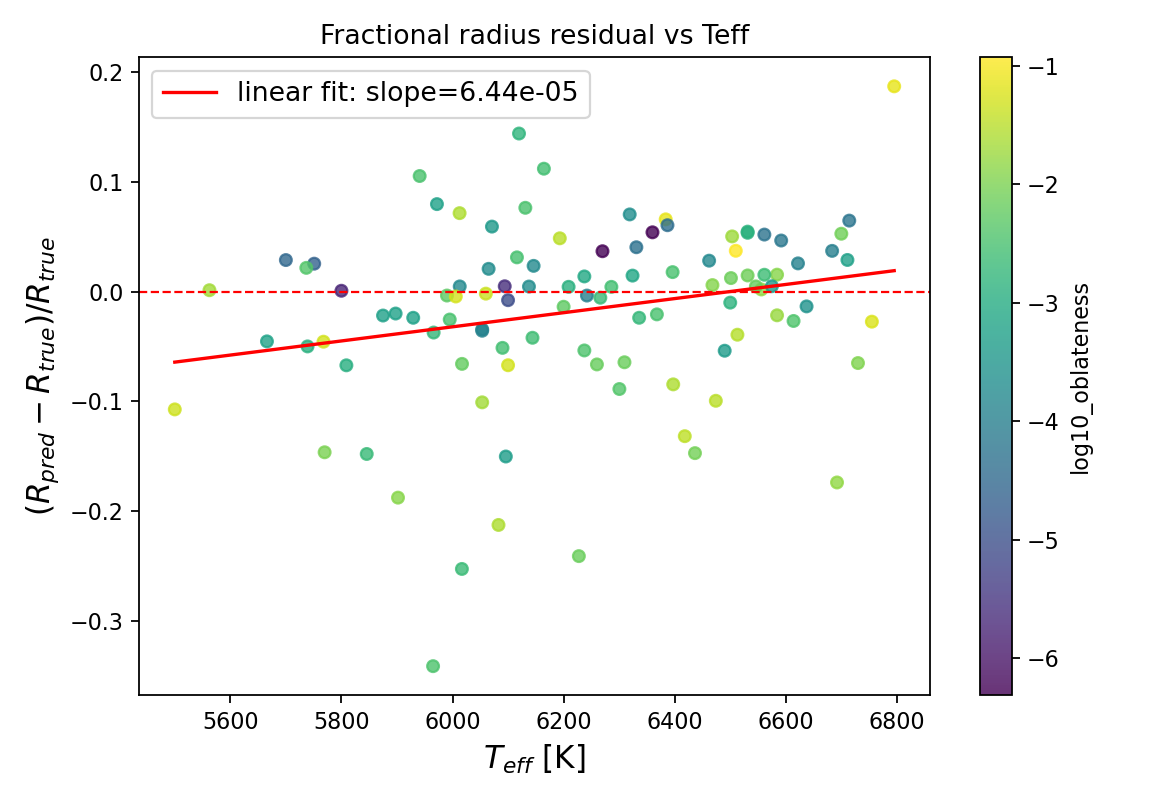 Fractional radius residual vs Teff
linear fit: slope=6.44e-05
(R_pred − R_true)/R_true
0.2
0.1
0.0
−0.1
−0.2
−0.3
5600 5800 6000 6200 6400 6600 6800
T_eff [K]
−1
−2
−3
−4
−5
−6
log10_oblateness